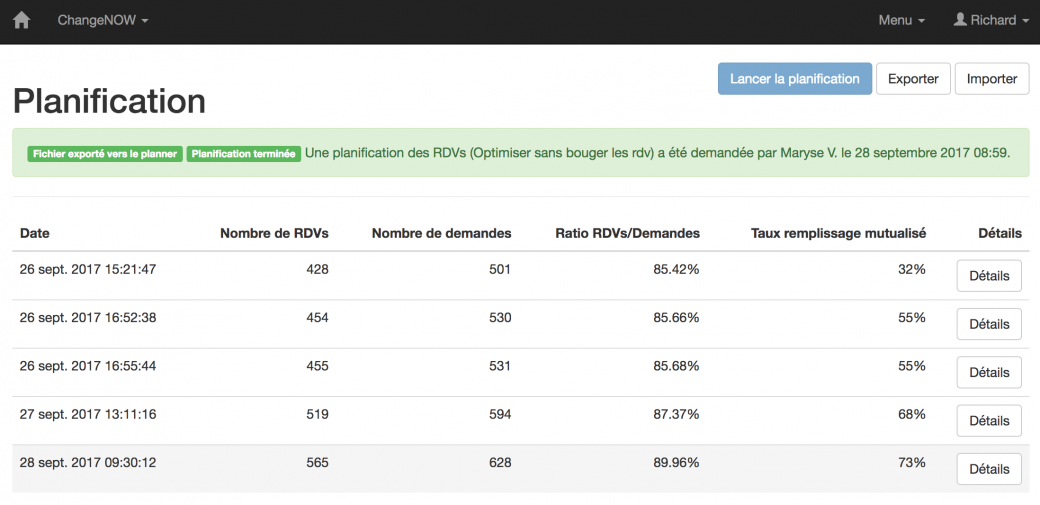 ChangeNOW Menu Richard
Lancer la planification Exporter Importer
Planification
Fichier exporté vers le planner Planification terminée Une planification des RDVs (Optimiser sans bouger les rdv) a été demandée par Maryse V. le 28 septembre 2017 08:59.
Date Nombre de RDVs Nombre de demandes Ratio RDVs/Demandes Taux remplissage mutualisé Détails
26 sept. 2017 15:21:47 428 501 85.42% 32% Détails
26 sept. 2017 16:52:38 454 530 85.66% 55% Détails
26 sept. 2017 16:55:44 455 531 85.68% 55% Détails
27 sept. 2017 13:11:16 519 594 87.37% 68% Détails
28 sept. 2017 09:30:12 565 628 89.96% 73% Détails